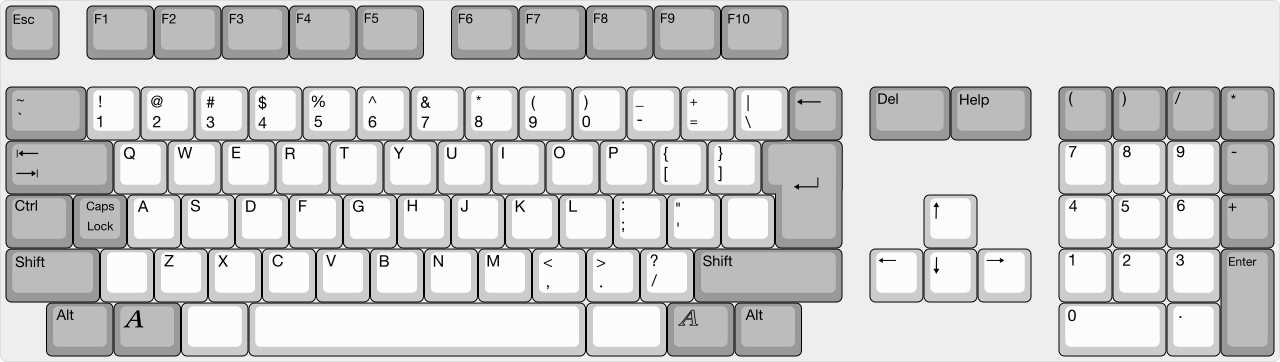 Esc F1 F2 F3 F4 F5 F6 F7 F8 F9 F10
~ ! @ # $ % ^ & * ( ) _ + | ← Del Help ( ) / *
` 1 2 3 4 5 6 7 8 9 0 - = \
|← Q W E R T Y U I O P { } ↵ 7 8 9 -
→| [ ]
Ctrl Caps A S D F G H J K L : " ↑ 4 5 6 +
Lock ; '
Shift Z X C V B N M < > ? Shift ← ↓ → 1 2 3 Enter
, . /
Alt A A Alt 0 .